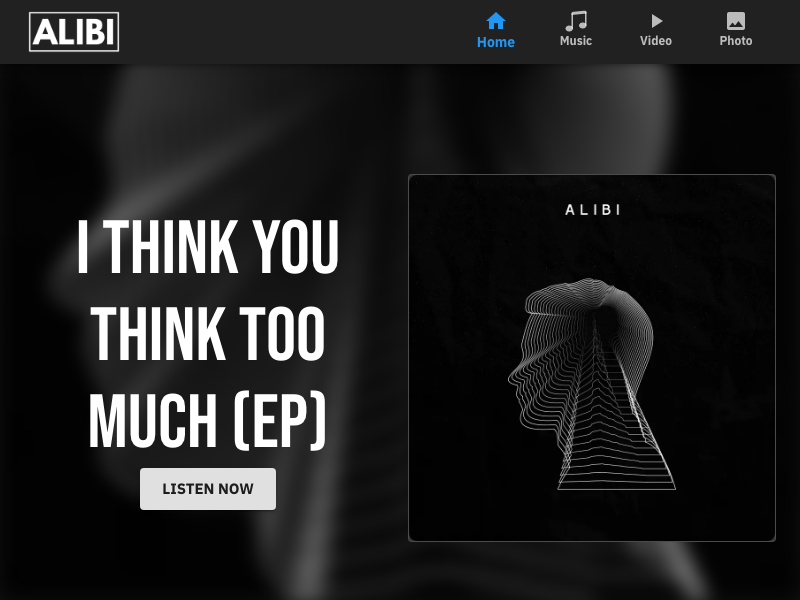 ALIBI
Home
Music
Video
Photo
I THINK YOU
THINK TOO
MUCH (EP)
LISTEN NOW
ALIBI